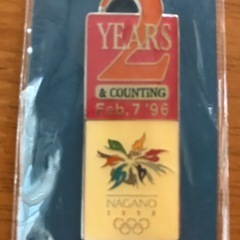 2
YEARS
& COUNTING
Feb. 7 '96
NAGANO
1998